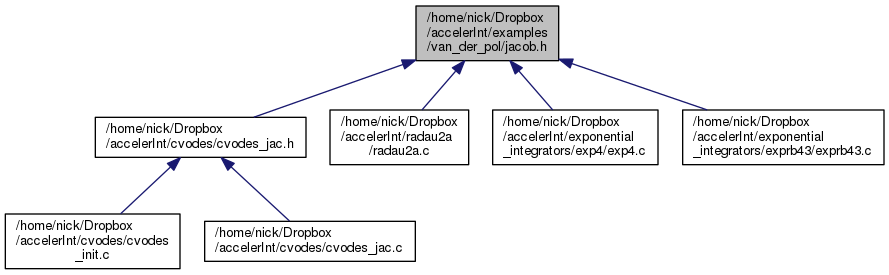 /home/nick/Dropbox
/accelerInt/examples
/van_der_pol/jacob.h
/home/nick/Dropbox
/accelerInt/cvodes/cvodes_jac.h
/home/nick/Dropbox
/accelerInt/radau2a
/radau2a.c
/home/nick/Dropbox
/accelerInt/exponential
_integrators/exp4/exp4.c
/home/nick/Dropbox
/accelerInt/exponential
_integrators/exprb43/exprb43.c
/home/nick/Dropbox
/accelerInt/cvodes/cvodes
_init.c
/home/nick/Dropbox
/accelerInt/cvodes/cvodes_jac.c